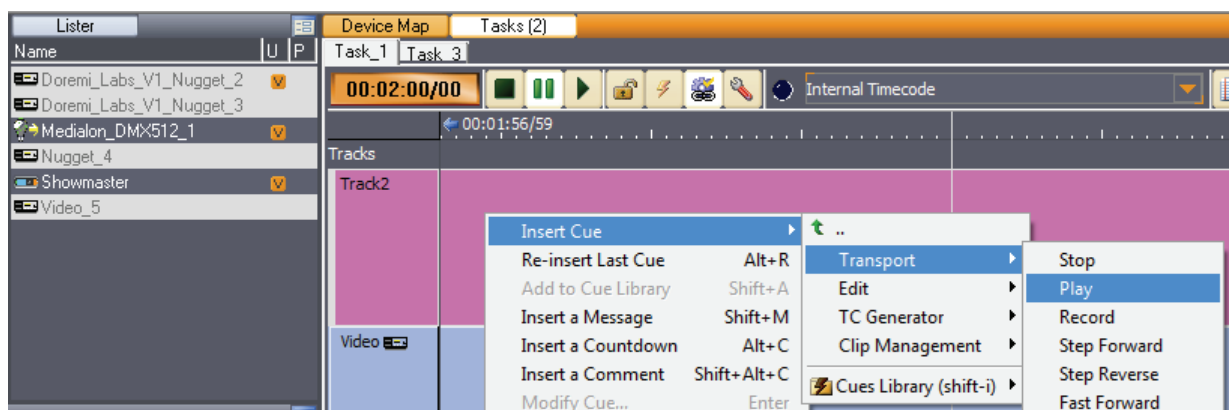 Lister
Device Map Tasks (2)
Name U P
Task_1 Task_3
Doremi_Labs_V1_Nugget_2 V
Doremi_Labs_V1_Nugget_3
Medialon_DMX512_1 V
Nugget_4
Showmaster V
Video_5
00:02:00/00 Internal Timecode
00:01:56/59
Tracks
Track2
Video
Insert Cue
Re-insert Last Cue Alt+R
Add to Cue Library Shift+A
Insert a Message Shift+M
Insert a Countdown Alt+C
Insert a Comment Shift+Alt+C
Modify Cue... Enter
..
Transport
Edit
TC Generator
Clip Management
Cues Library (shift-i)
Stop
Play
Record
Step Forward
Step Reverse
Fast Forward